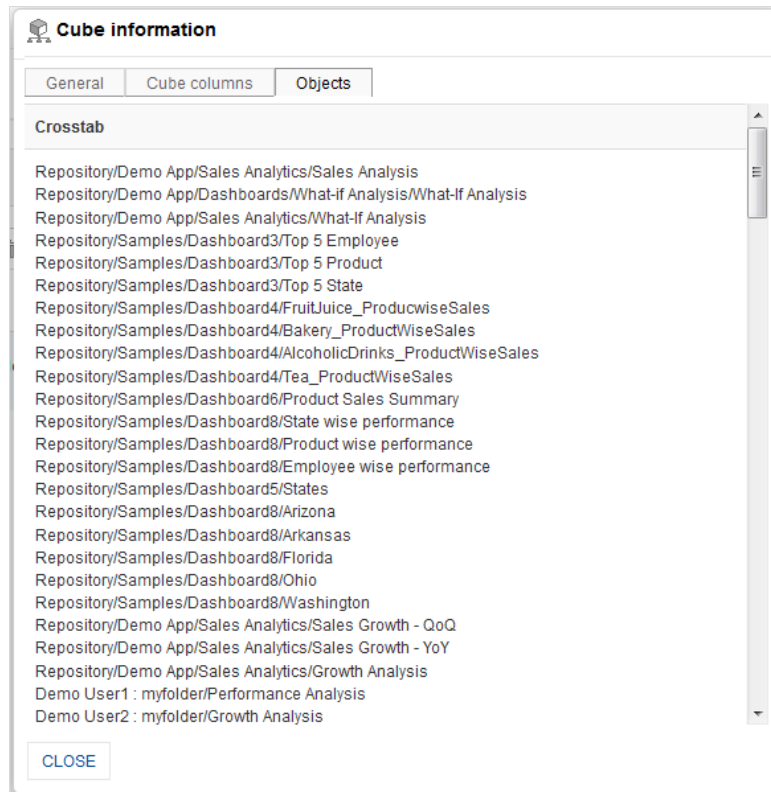 Cube information
General
Cube columns
Objects
Crosstab
Repository/Demo App/Sales Analytics/Sales Analysis
Repository/Demo App/Dashboards/What-if Analysis/What-If Analysis
Repository/Demo App/Sales Analytics/What-If Analysis
Repository/Samples/Dashboard3/Top 5 Employee
Repository/Samples/Dashboard3/Top 5 Product
Repository/Samples/Dashboard3/Top 5 State
Repository/Samples/Dashboard4/FruitJuice_ProducwiseSales
Repository/Samples/Dashboard4/Bakery_ProductWiseSales
Repository/Samples/Dashboard4/AlcoholicDrinks_ProductWiseSales
Repository/Samples/Dashboard4/Tea_ProductWiseSales
Repository/Samples/Dashboard6/Product Sales Summary
Repository/Samples/Dashboard8/State wise performance
Repository/Samples/Dashboard8/Product wise performance
Repository/Samples/Dashboard8/Employee wise performance
Repository/Samples/Dashboard5/States
Repository/Samples/Dashboard8/Arizona
Repository/Samples/Dashboard8/Arkansas
Repository/Samples/Dashboard8/Florida
Repository/Samples/Dashboard8/Ohio
Repository/Samples/Dashboard8/Washington
Repository/Demo App/Sales Analytics/Sales Growth - QoQ
Repository/Demo App/Sales Analytics/Sales Growth - YoY
Repository/Demo App/Sales Analytics/Growth Analysis
Demo User1 : myfolder/Performance Analysis
Demo User2 : myfolder/Growth Analysis
CLOSE